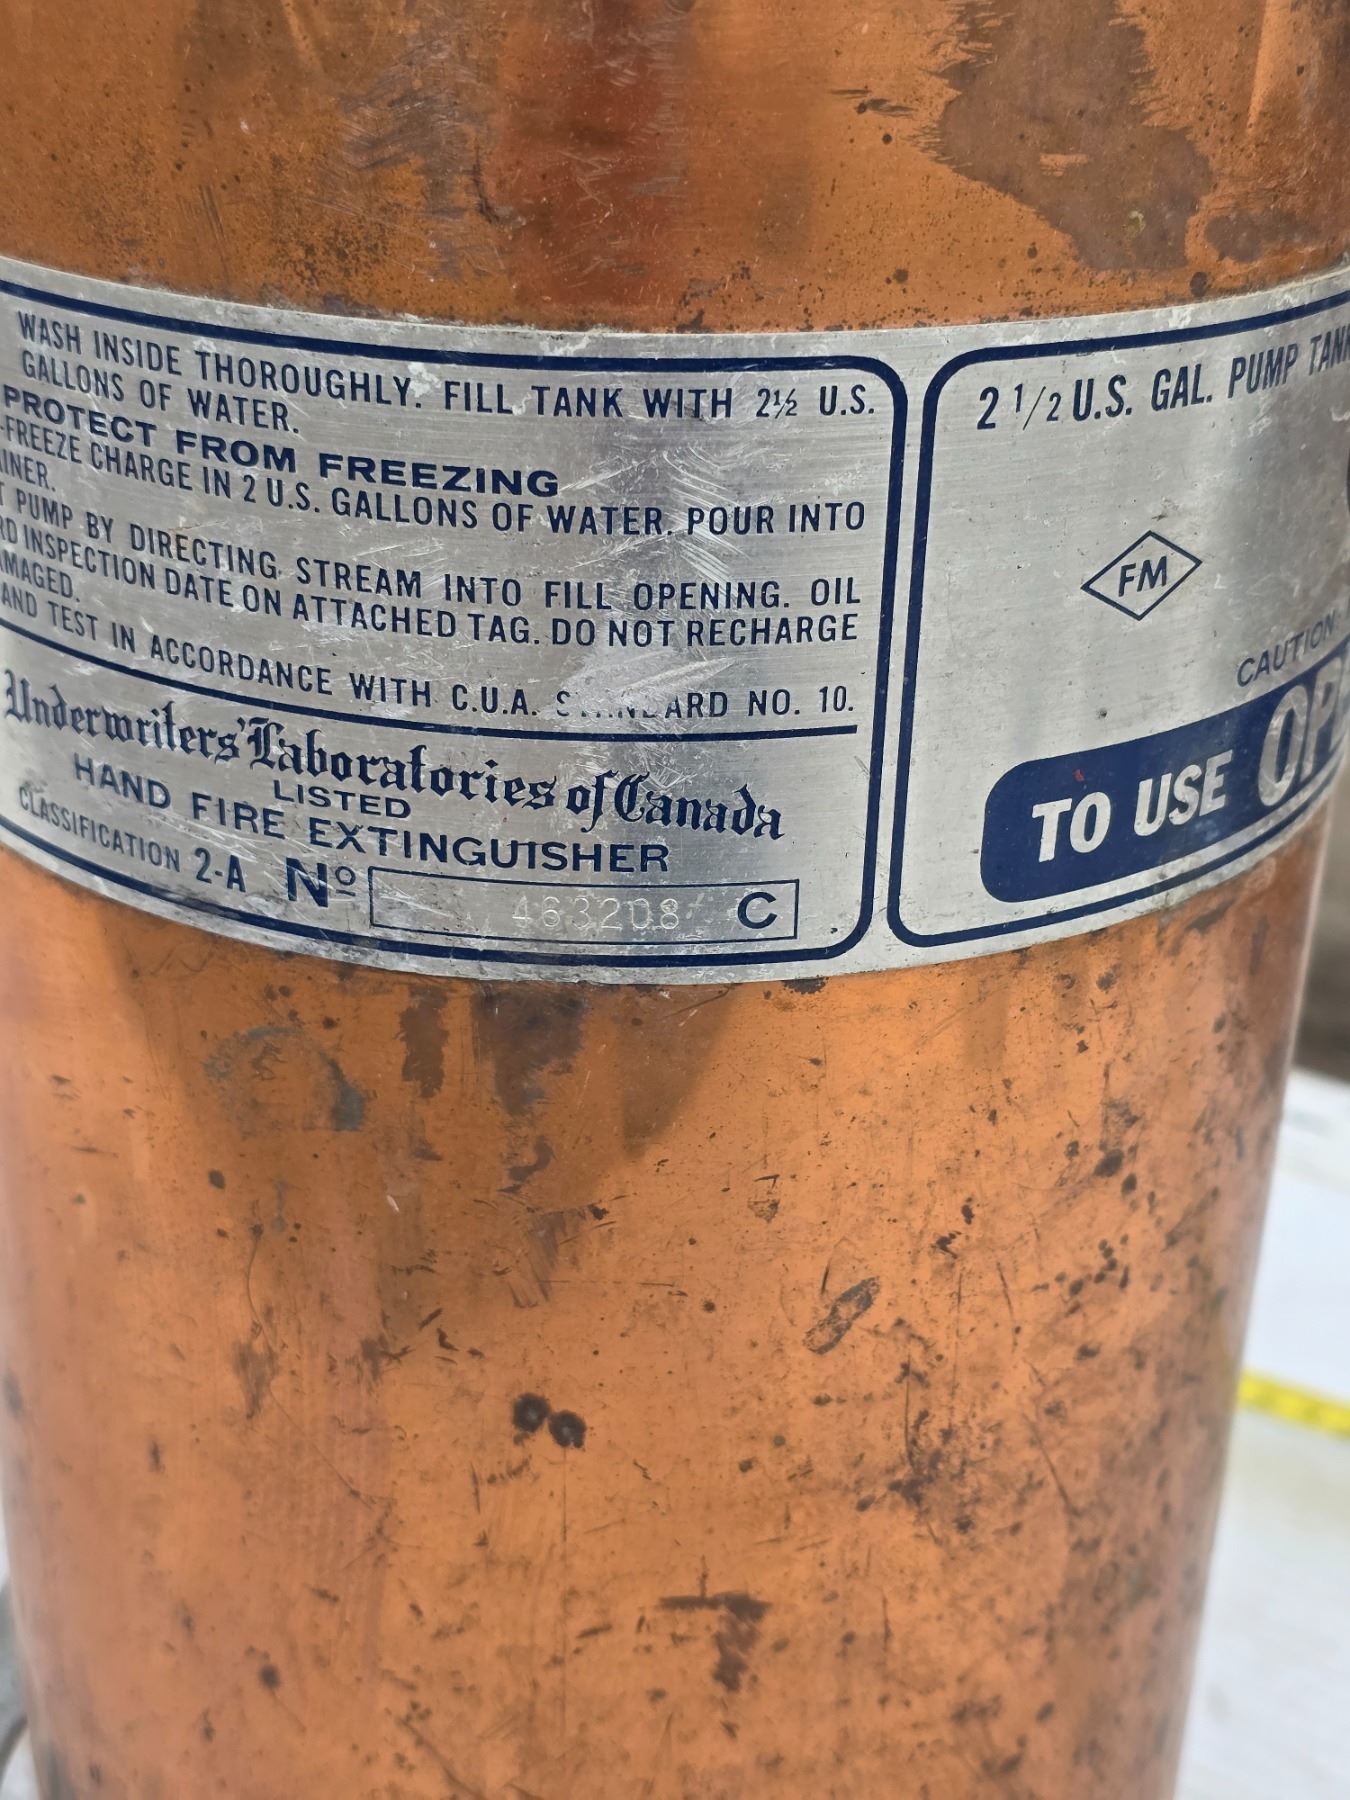 WASH INSIDE THOROUGHLY. FILL TANK WITH 2½ U.S.
GALLONS OF WATER.
PROTECT FROM FREEZING
-FREEZE CHARGE IN 2 U.S. GALLONS OF WATER. POUR INTO
PUMP BY DIRECTING STREAM INTO FILL OPENING. OIL
INSPECTION DATE ON ATTACHED TAG. DO NOT RECHARGE
AND TEST IN ACCORDANCE WITH C.U.A. STANDARD NO. 10.
Underwriters' Laboratories of Canada
LISTED
HAND FIRE EXTINGUISHER
CLASSIFICATION 2-A Nº 463208 C
2 1/2 U.S. GAL. PUMP TANK
FM
CAUTION
TO USE